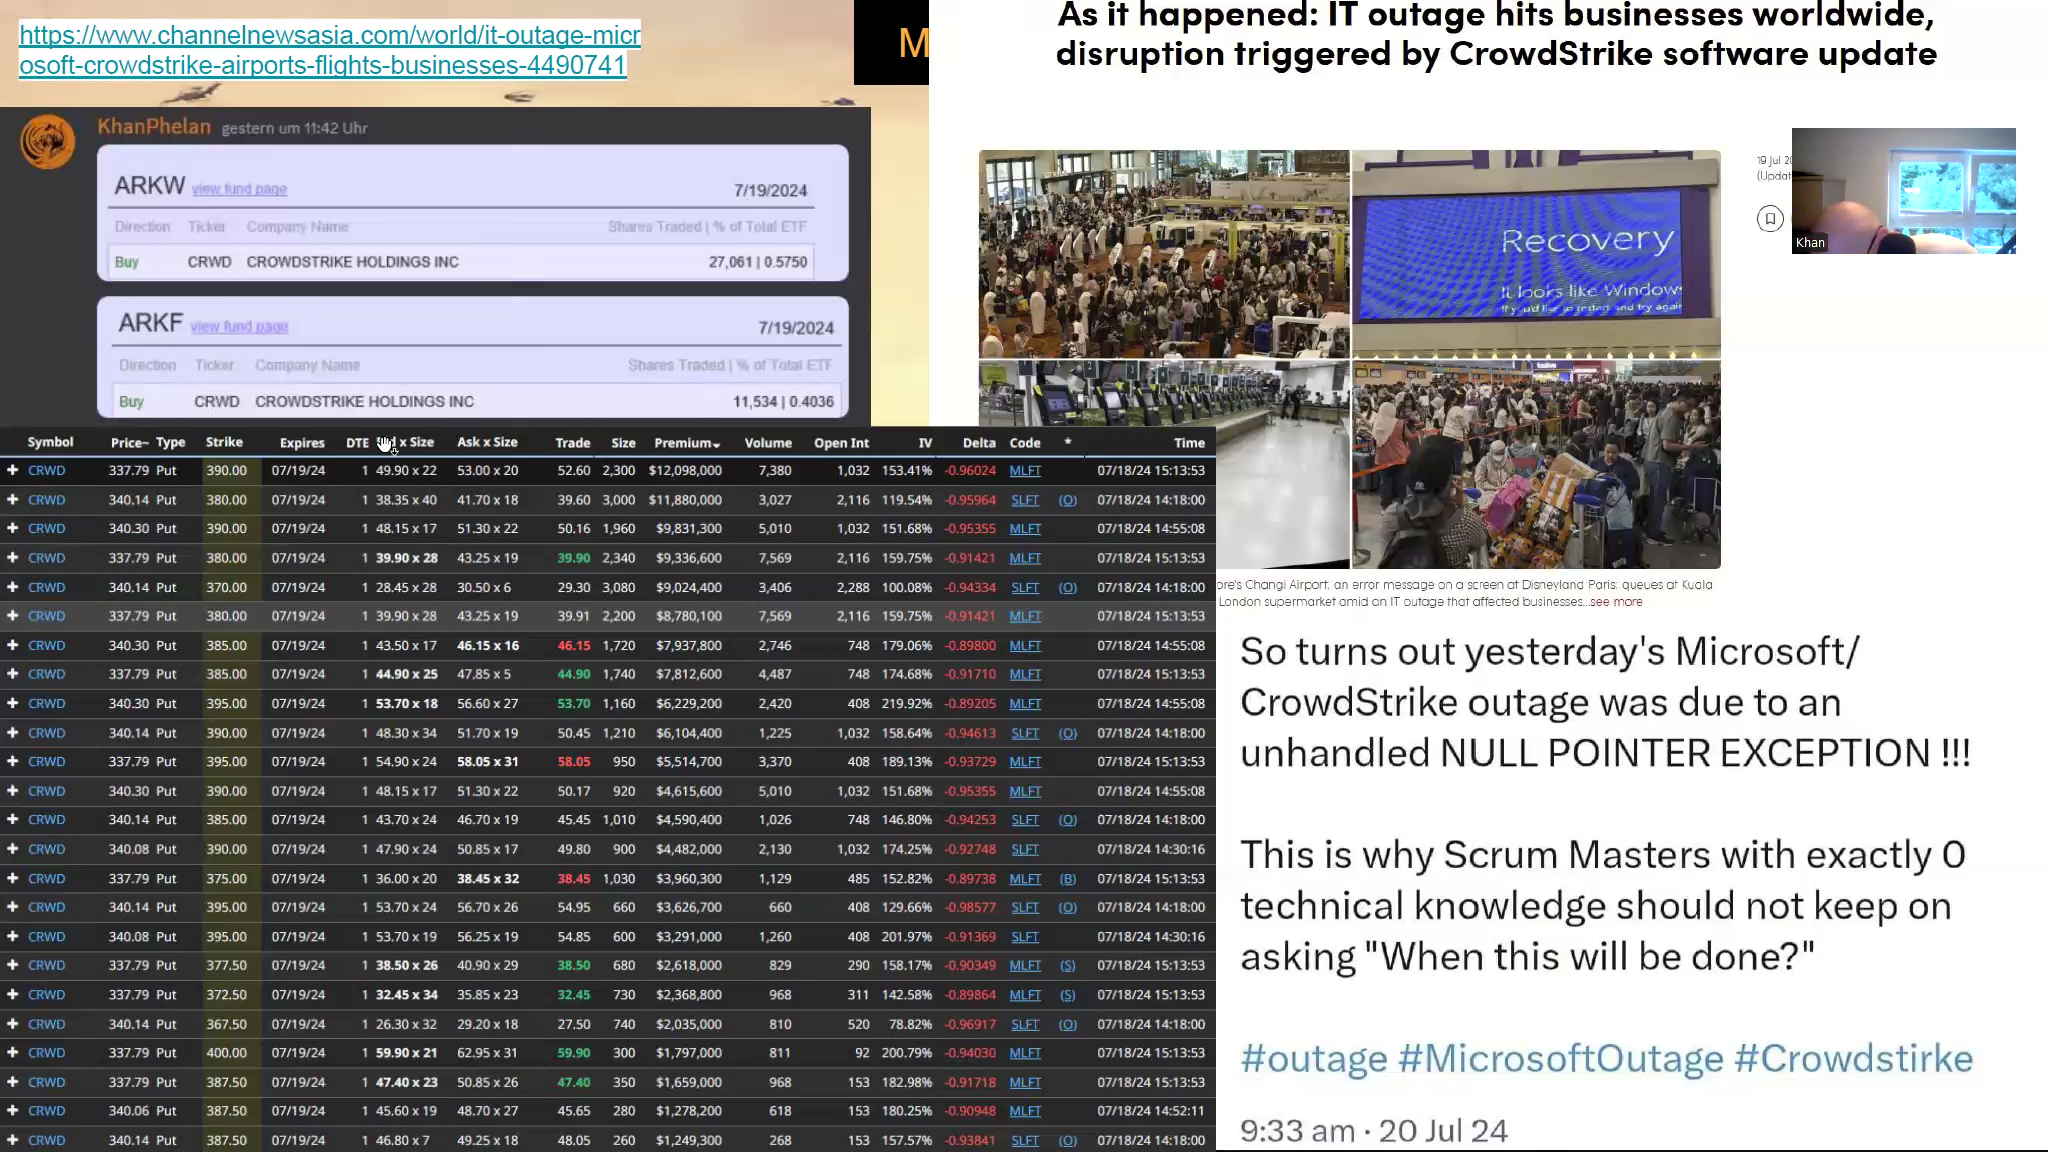 https://www.channelnewsasia.com/world/it-outage-micr
osoft-crowdstrike-airports-flights-businesses-4490741
M
As it happened: IT outage hits businesses worldwide,
disruption triggered by CrowdStrike software update
19 Jul 20
(Updat
Khan
KhanPhelan gestern um 11:42 Uhr
ARKW view fund page 7/19/2024
Direction Ticker Company Name Shares Traded | % of Total ETF
Buy CRWD CROWDSTRIKE HOLDINGS INC 27,061 | 0.5750
ARKF view fund page 7/19/2024
Direction Ticker Company Name Shares Traded | % of Total ETF
Buy CRWD CROWDSTRIKE HOLDINGS INC 11,534 | 0.4036
Recovery
It looks like Window
If you'd like to restart and try again
Symbol Price~ Type Strike Expires DTE x Size Ask x Size Trade Size Premium Volume Open Int IV Delta Code * Time
+ CRWD 337.79 Put 390.00 07/19/24 1 49.90 x 22 53.00 x 20 52.60 2,300 $12,098,000 7,380 1,032 153.41% -0.96024 MLFT 07/18/24 15:13:53
+ CRWD 340.14 Put 380.00 07/19/24 1 38.35 x 40 41.70 x 18 39.60 3,000 $11,880,000 3,027 2,116 119.54% -0.95964 SLFT (O) 07/18/24 14:18:00
+ CRWD 340.30 Put 390.00 07/19/24 1 48.15 x 17 51.30 x 22 50.16 1,960 $9,831,300 5,010 1,032 151.68% -0.95355 MLFT 07/18/24 14:55:08
+ CRWD 337.79 Put 380.00 07/19/24 1 39.90 x 28 43.25 x 19 39.90 2,340 $9,336,600 7,569 2,116 159.75% -0.91421 MLFT 07/18/24 15:13:53
+ CRWD 340.14 Put 370.00 07/19/24 1 28.45 x 28 30.50 x 6 29.30 3,080 $9,024,400 3,406 2,288 100.08% -0.94334 SLFT (O) 07/18/24 14:18:00
+ CRWD 337.79 Put 380.00 07/19/24 1 39.90 x 28 43.25 x 19 39.91 2,200 $8,780,100 7,569 2,116 159.75% -0.91421 MLFT 07/18/24 15:13:53
+ CRWD 340.30 Put 385.00 07/19/24 1 43.50 x 17 46.15 x 16 46.15 1,720 $7,937,800 2,746 748 179.06% -0.89800 MLFT 07/18/24 14:55:08
+ CRWD 337.79 Put 385.00 07/19/24 1 44.90 x 25 47.85 x 5 44.90 1,740 $7,812,600 4,487 748 174.68% -0.91710 MLFT 07/18/24 15:13:53
+ CRWD 340.30 Put 395.00 07/19/24 1 53.70 x 18 56.60 x 27 53.70 1,160 $6,229,200 2,420 408 219.92% -0.89205 MLFT 07/18/24 14:55:08
+ CRWD 340.14 Put 390.00 07/19/24 1 48.30 x 34 51.70 x 19 50.45 1,210 $6,104,400 1,225 1,032 158.64% -0.94613 SLFT (O) 07/18/24 14:18:00
+ CRWD 337.79 Put 395.00 07/19/24 1 54.90 x 24 58.05 x 31 58.05 950 $5,514,700 3,370 408 189.13% -0.93729 MLFT 07/18/24 15:13:53
+ CRWD 340.30 Put 390.00 07/19/24 1 48.15 x 17 51.30 x 22 50.17 920 $4,615,600 5,010 1,032 151.68% -0.95355 MLFT 07/18/24 14:55:08
+ CRWD 340.14 Put 385.00 07/19/24 1 43.70 x 24 46.70 x 19 45.45 1,010 $4,590,400 1,026 748 146.80% -0.94253 SLFT (O) 07/18/24 14:18:00
+ CRWD 340.08 Put 390.00 07/19/24 1 47.90 x 24 50.85 x 17 49.80 900 $4,482,000 2,130 1,032 174.25% -0.92748 SLFT 07/18/24 14:30:16
+ CRWD 337.79 Put 375.00 07/19/24 1 36.00 x 20 38.45 x 32 38.45 1,030 $3,960,300 1,129 485 152.82% -0.89738 MLFT (B) 07/18/24 15:13:53
+ CRWD 340.14 Put 395.00 07/19/24 1 53.70 x 24 56.70 x 26 54.95 660 $3,626,700 660 408 129.66% -0.98577 SLFT (O) 07/18/24 14:18:00
+ CRWD 340.08 Put 395.00 07/19/24 1 53.70 x 19 56.25 x 19 54.85 600 $3,291,000 1,260 408 201.97% -0.91369 SLFT 07/18/24 14:30:16
+ CRWD 337.79 Put 377.50 07/19/24 1 38.50 x 26 40.90 x 29 38.50 680 $2,618,000 829 290 158.17% -0.90349 MLFT (S) 07/18/24 15:13:53
+ CRWD 337.79 Put 372.50 07/19/24 1 32.45 x 34 35.85 x 23 32.45 730 $2,368,800 968 311 142.58% -0.89864 MLFT (S) 07/18/24 15:13:53
+ CRWD 340.14 Put 367.50 07/19/24 1 26.30 x 32 29.20 x 18 27.50 740 $2,035,000 810 520 78.82% -0.96917 SLFT (O) 07/18/24 14:18:00
+ CRWD 337.79 Put 400.00 07/19/24 1 59.90 x 21 62.95 x 31 59.90 300 $1,797,000 811 92 200.79% -0.94030 MLFT 07/18/24 15:13:53
+ CRWD 337.79 Put 387.50 07/19/24 1 47.40 x 23 50.85 x 26 47.40 350 $1,659,000 968 153 182.98% -0.91718 MLFT 07/18/24 15:13:53
+ CRWD 340.06 Put 387.50 07/19/24 1 45.60 x 19 48.70 x 27 45.65 280 $1,278,200 618 153 180.25% -0.90948 MLFT 07/18/24 14:52:11
+ CRWD 340.14 Put 387.50 07/19/24 1 46.80 x 7 49.25 x 18 48.05 260 $1,249,300 268 153 157.57% -0.93841 SLFT (O) 07/18/24 14:18:00
ore's Changi Airport; an error message on a screen at Disneyland Paris; queues at Kuala
London supermarket amid an IT outage that affected businesses...see more
So turns out yesterday's Microsoft/
CrowdStrike outage was due to an
unhandled NULL POINTER EXCEPTION !!!
This is why Scrum Masters with exactly 0
technical knowledge should not keep on
asking "When this will be done?"
#outage #MicrosoftOutage #Crowdstirke
9:33 am · 20 Jul 24